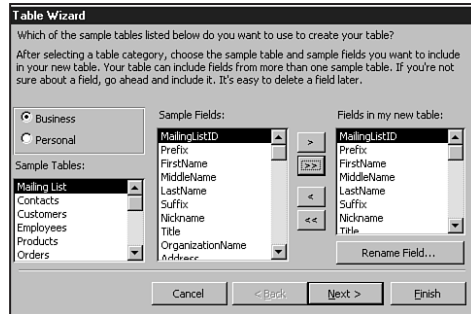 Table Wizard
Which of the sample tables listed below do you want to use to create your table?
After selecting a table category, choose the sample table and sample fields you want to include
in your new table. Your table can include fields from more than one sample table. If you're not
sure about a field, go ahead and include it. It's easy to delete a field later.
Business
Personal
Sample Tables:
Mailing List
Contacts
Customers
Employees
Products
Orders
Sample Fields:
MailingListID
Prefix
FirstName
MiddleName
LastName
Suffix
Nickname
Title
OrganizationName
Address
>
>>
<
<<
Fields in my new table:
MailingListID
Prefix
FirstName
MiddleName
LastName
Suffix
Nickname
Title
Rename Field...
Cancel
< Back
Next >
Finish